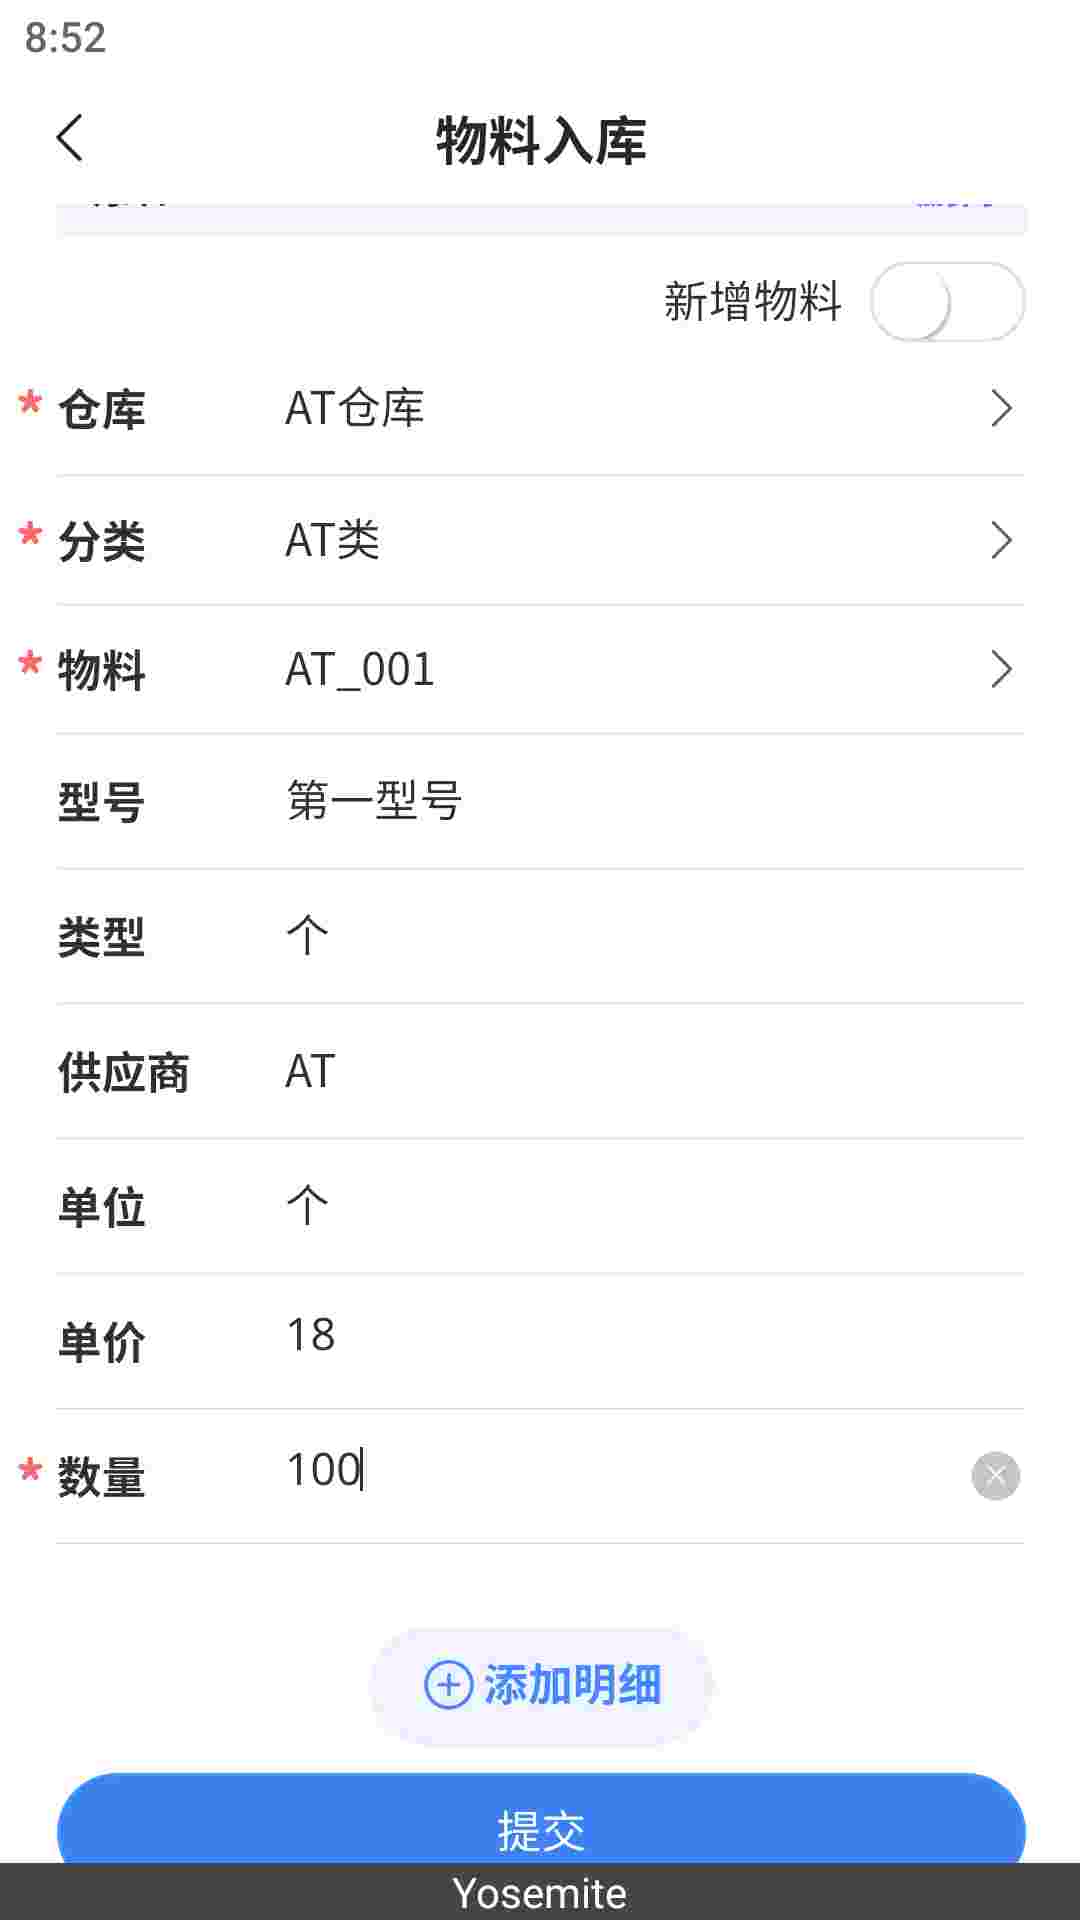 8:52
物料入库
新增物料
* 仓库 AT仓库
* 分类 AT类
* 物料 AT_001
型号 第一型号
类型 个
供应商 AT
单位 个
单价 18
* 数量 100
添加明细
提交
Yosemite